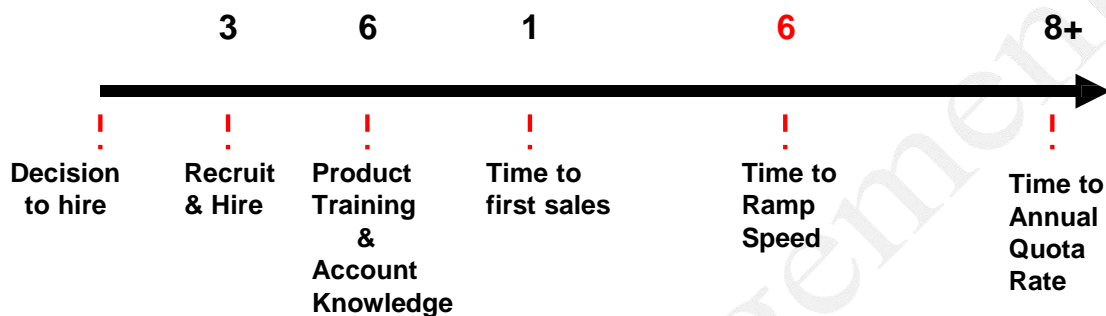 3 6 1 6 8+
Decision
to hire
Recruit
& Hire
Product
Training
&
Account
Knowledge
Time to
first sales
Time to
Ramp
Speed
Time to
Annual
Quota
Rate